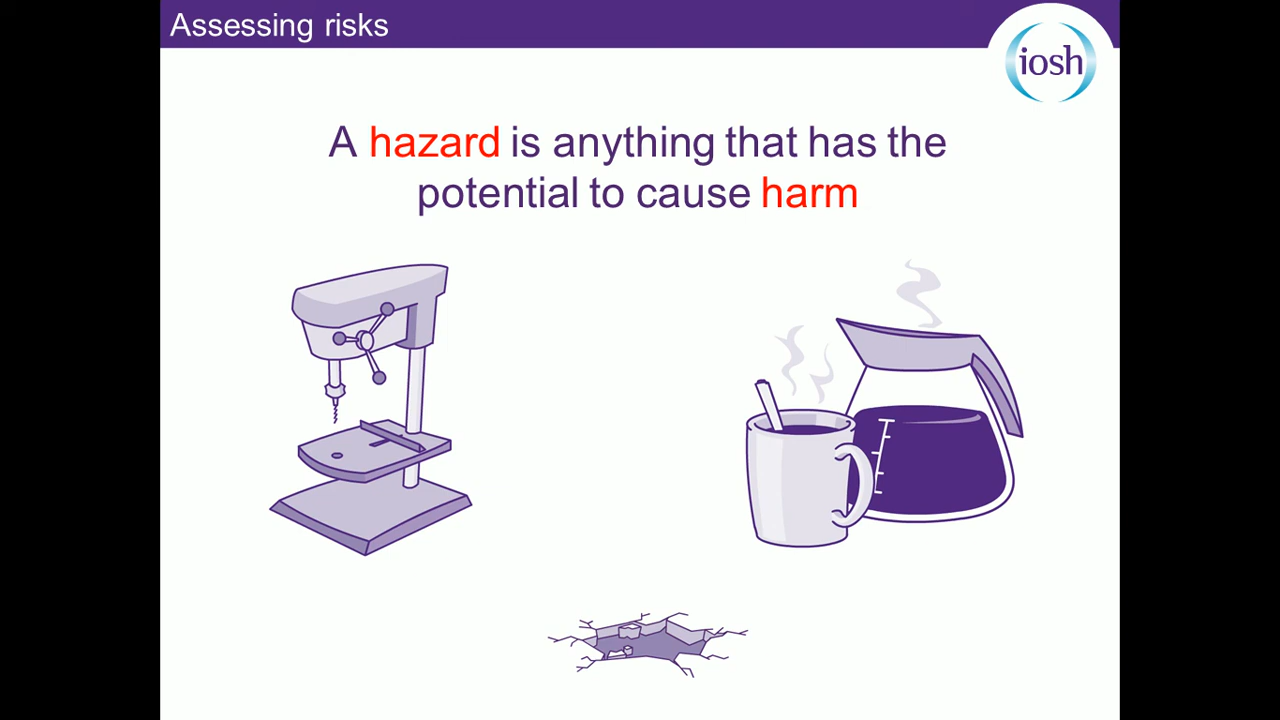 Assessing risks
iosh
A hazard is anything that has the
potential to cause harm